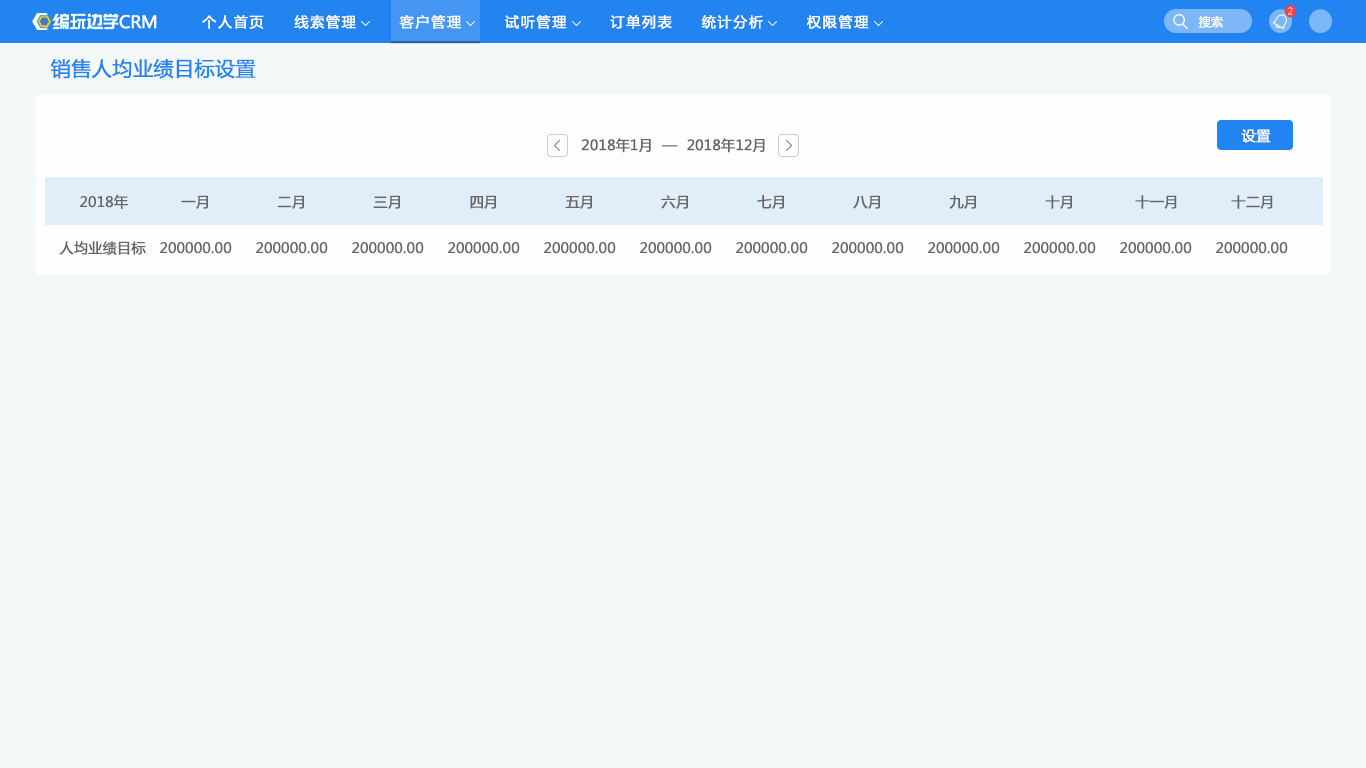 编玩边学CRM 个人首页 线索管理 客户管理 试听管理 订单列表 统计分析 权限管理 搜索 2
销售人均业绩目标设置
2018年1月 — 2018年12月 设置
2018年 一月 二月 三月 四月 五月 六月 七月 八月 九月 十月 十一月 十二月
人均业绩目标 200000.00 200000.00 200000.00 200000.00 200000.00 200000.00 200000.00 200000.00 200000.00 200000.00 200000.00 200000.00